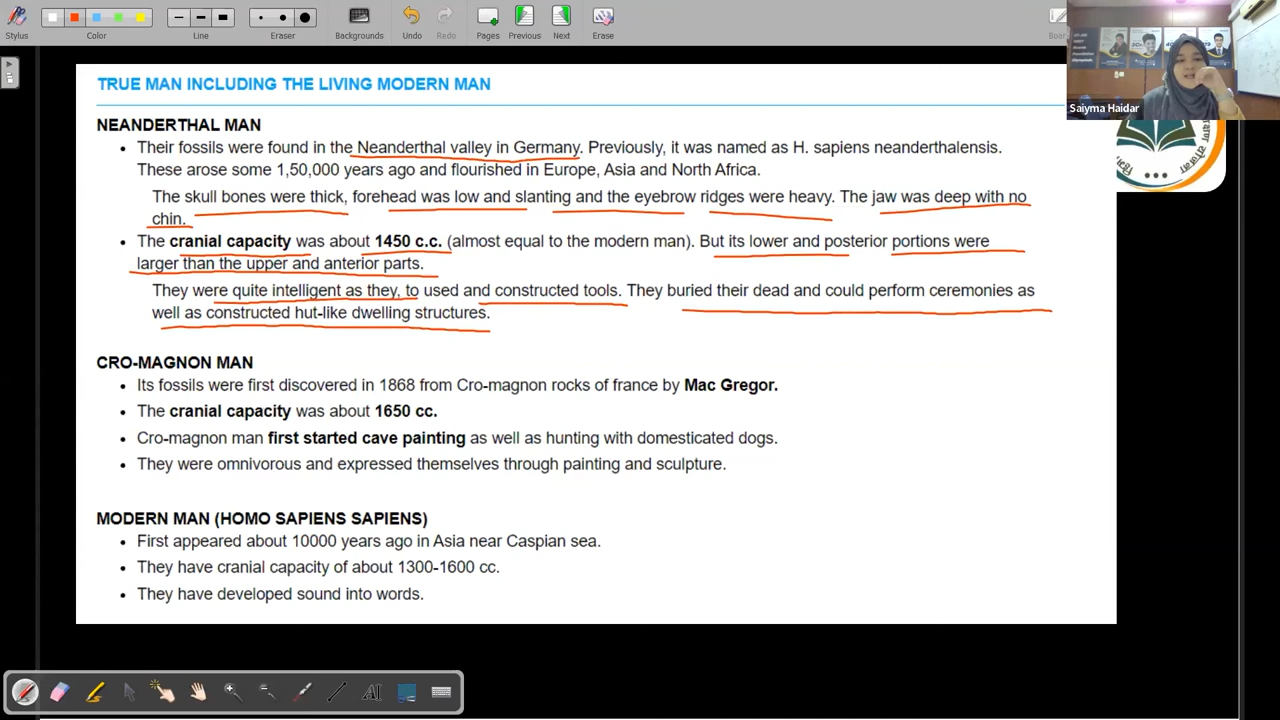 Stylus
Color
Line
Eraser
Backgrounds
Undo
Redo
Pages
Previous
Next
Erase
Saiyma Haidar
TRUE MAN INCLUDING THE LIVING MODERN MAN
NEANDERTHAL MAN
• Their fossils were found in the Neanderthal valley in Germany. Previously, it was named as H. sapiens neanderthalensis.
These arose some 1,50,000 years ago and flourished in Europe, Asia and North Africa.
The skull bones were thick, forehead was low and slanting and the eyebrow ridges were heavy. The jaw was deep with no
chin.
• The cranial capacity was about 1450 c.c. (almost equal to the modern man). But its lower and posterior portions were
larger than the upper and anterior parts.
They were quite intelligent as they, to used and constructed tools. They buried their dead and could perform ceremonies as
well as constructed hut-like dwelling structures.
CRO-MAGNON MAN
• Its fossils were first discovered in 1868 from Cro-magnon rocks of france by Mac Gregor.
• The cranial capacity was about 1650 cc.
• Cro-magnon man first started cave painting as well as hunting with domesticated dogs.
• They were omnivorous and expressed themselves through painting and sculpture.
MODERN MAN (HOMO SAPIENS SAPIENS)
• First appeared about 10000 years ago in Asia near Caspian sea.
• They have cranial capacity of about 1300-1600 cc.
• They have developed sound into words.